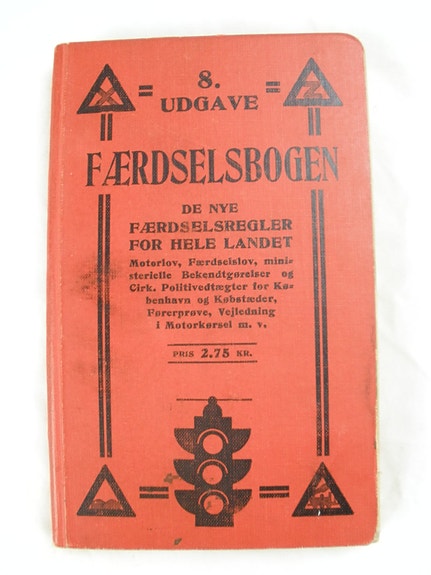 8.
UDGAVE
FÆRDSELSBOGEN
DE NYE
FÆRDSELSREGLER
FOR HELE LANDET
Motorlov, Færdselslov, mini-
sterielle Bekendtgørelser og
Cirk. Politivedtægter for Kø-
benhavn og Købstæder,
Førerprøve, Vejledning
i Motorkørsel m. v.
PRIS 2.75 KR.